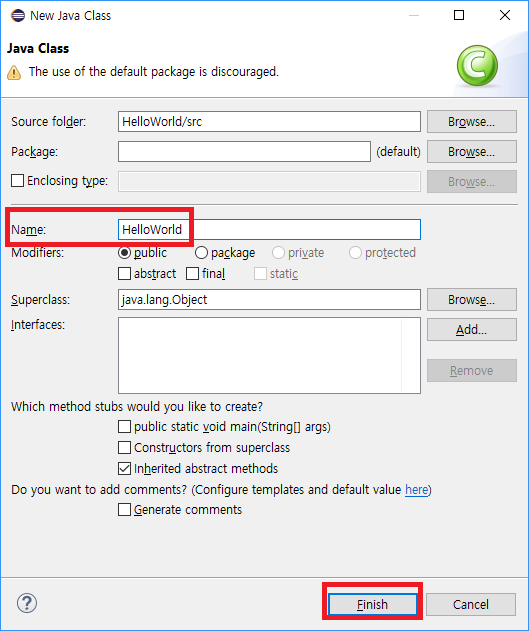 New Java Class
Java Class
The use of the default package is discouraged.
Source folder: HelloWorld/src Browse...
Package: (default) Browse...
Enclosing type: Browse...
Name: HelloWorld
Modifiers: public package private protected
abstract final static
Superclass: java.lang.Object Browse...
Interfaces: Add...
Remove
Which method stubs would you like to create?
public static void main(String[] args)
Constructors from superclass
Inherited abstract methods
Do you want to add comments? (Configure templates and default value here)
Generate comments
? Finish Cancel